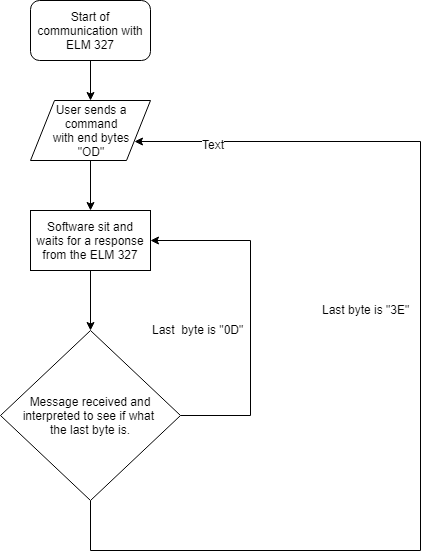 Start of
communication with
ELM 327
User sends a
command
with end bytes
"OD"
Text
Software sit and
waits for a response
from the ELM 327
Last byte is "3E"
Last  byte is "0D"
Message received and
interpreted to see if what
the last byte is.